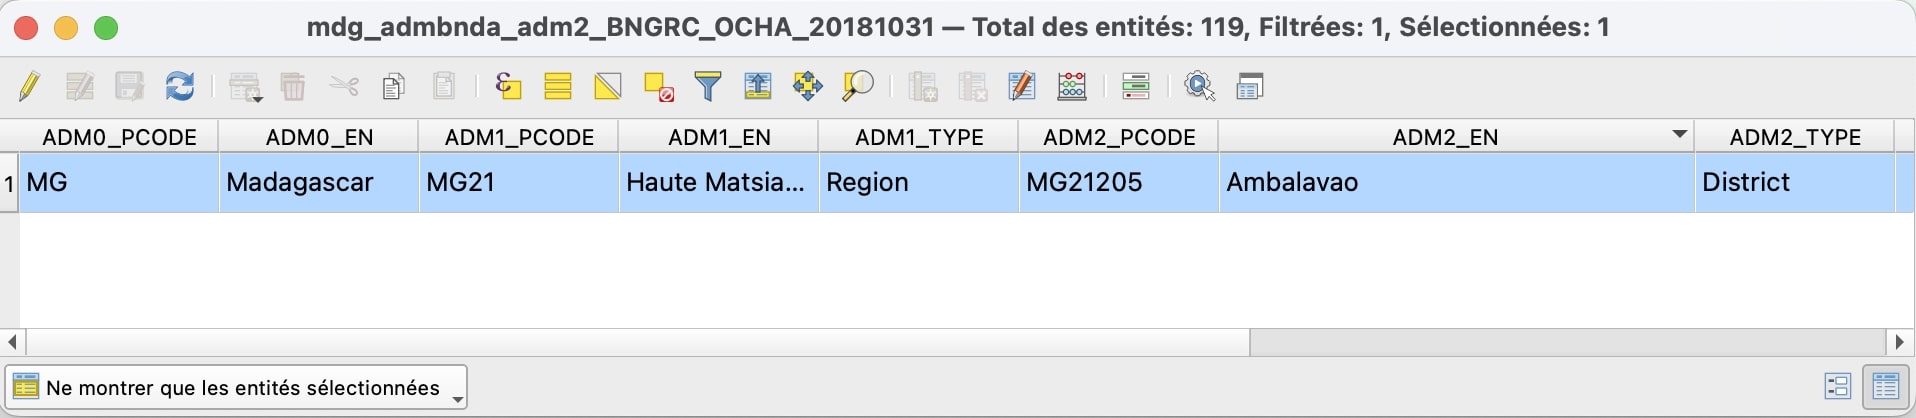 mdg_admbnda_adm2_BNGRC_OCHA_20181031 — Total des entités: 119, Filtrées: 1, Sélectionnées: 1
ADM0_PCODE ADM0_EN ADM1_PCODE ADM1_EN ADM1_TYPE ADM2_PCODE ADM2_EN ADM2_TYPE
1 MG Madagascar MG21 Haute Matsia... Region MG21205 Ambalavao District
Ne montrer que les entités sélectionnées